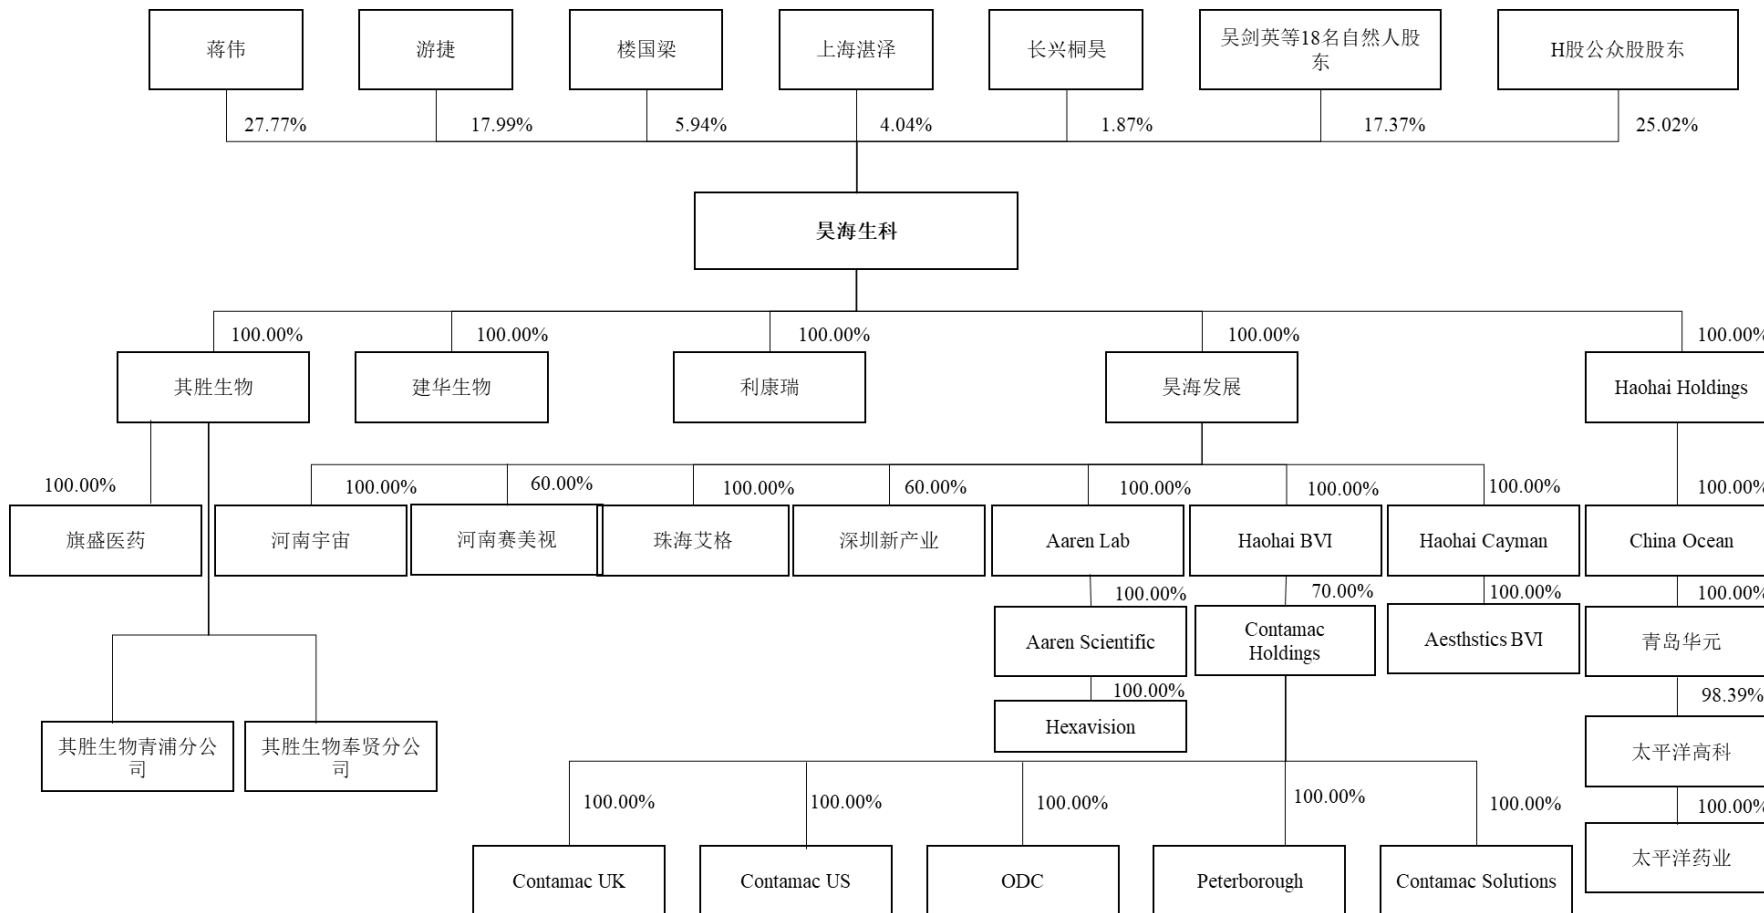 蒋伟
游捷
楼国梁
上海湛泽
长兴桐昊
吴剑英等18名自然人股
东
H股公众股股东
27.77%
17.99%
5.94%
4.04%
1.87%
17.37%
25.02%
昊海生科
100.00%
100.00%
100.00%
100.00%
100.00%
其胜生物
建华生物
利康瑞
昊海发展
Haohai Holdings
100.00%
100.00%
60.00%
100.00%
60.00%
100.00%
100.00%
100.00%
100.00%
旗盛医药
河南宇宙
河南赛美视
珠海艾格
深圳新产业
Aaren Lab
Haohai BVI
Haohai Cayman
China Ocean
100.00%
70.00%
100.00%
100.00%
Aaren Scientific
Contamac
Holdings
Aesthstics BVI
青岛华元
100.00%
98.39%
Hexavision
其胜生物青浦分公
司
其胜生物奉贤分公
司
太平洋高科
100.00%
100.00%
100.00%
100.00%
100.00%
100.00%
Contamac UK
Contamac US
ODC
Peterborough
Contamac Solutions
太平洋药业